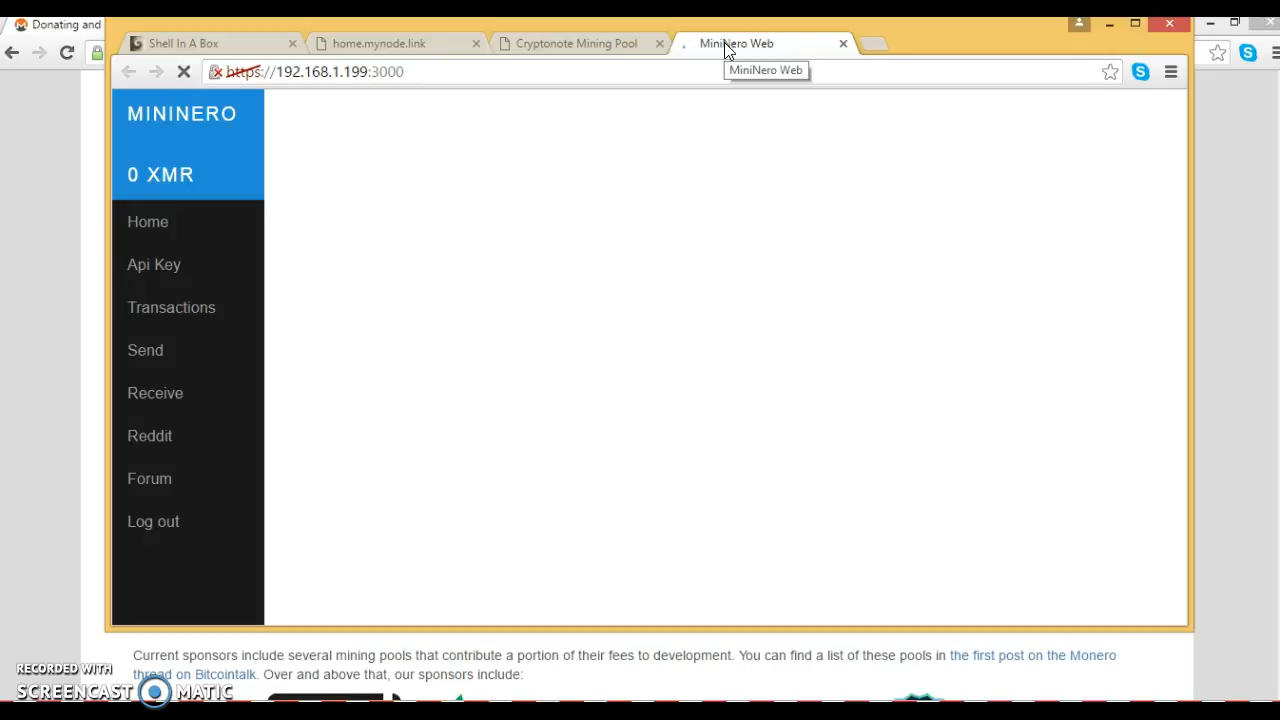 Donating and
Shell In A Box
home.mynode.link
Cryptonote Mining Pool
MiniNero Web
https://192.168.1.199:3000
MiniNero Web
MININERO
0 XMR
Home
Api Key
Transactions
Send
Receive
Reddit
Forum
Log out
Current sponsors include several mining pools that contribute a portion of their fees to development. You can find a list of these pools in the first post on the Monero
thread on Bitcointalk. Over and above that, our sponsors include:
RECORDED WITH
SCREENCAST MATIC